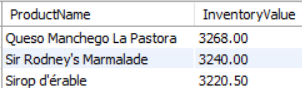 ProductName InventoryValue
Queso Manchego La Pastora 3268.00
Sir Rodney's Marmalade 3240.00
Sirop d'érable 3220.50